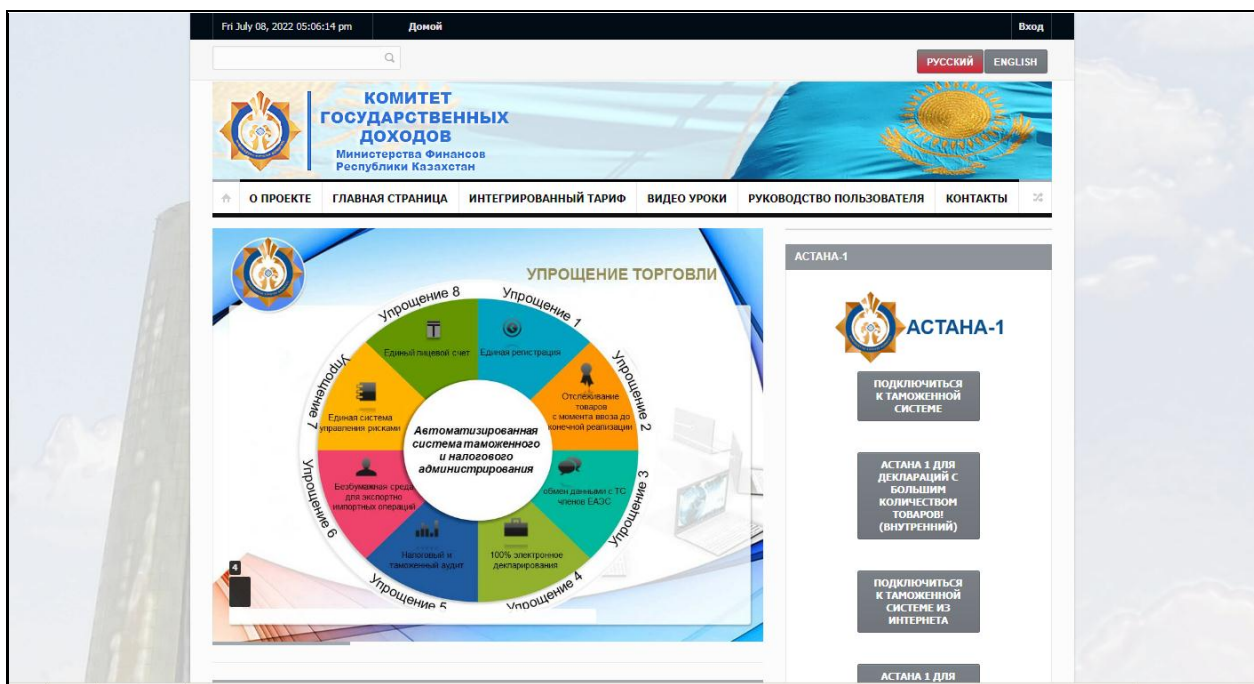 Fri July 08, 2022 05:06:14 pm
Домой
Вход
РУССКИЙ
ENGLISH
КОМИТЕТ
ГОСУДАРСТВЕННЫХ
ДОХОДОВ
Министерства Финансов
Республики Казахстан
О ПРОЕКТЕ
ГЛАВНАЯ СТРАНИЦА
ИНТЕГРИРОВАННЫЙ ТАРИФ
ВИДЕО УРОКИ
РУКОВОДСТВО ПОЛЬЗОВАТЕЛЯ
КОНТАКТЫ
УПРОЩЕНИЕ ТОРГОВЛИ
Упрощение 1
Единая регистрация
Упрощение 2
Отслеживание
товаров
с момента ввоза до
конечной реализации
Упрощение 3
обмен данными с ТС
членов ЕАЭС
Упрощение 4
100% электронное
декларирования
Упрощение 5
Налоговый и
таможенный аудит
Упрощение 6
Безбумажная среда
для экспортно
импортных операций
Упрощение 7
Единая система
управления рисками
Упрощение 8
Единый лицевой счет
Автоматизированная
система таможенного
и налогового
администрирования
4
АСТАНА-1
АСТАНА-1
ПОДКЛЮЧИТЬСЯ
К ТАМОЖЕННОЙ
СИСТЕМЕ
АСТАНА 1 ДЛЯ
ДЕКЛАРАЦИЙ С
БОЛЬШИМ
КОЛИЧЕСТВОМ
ТОВАРОВ!
(ВНУТРЕННИЙ)
ПОДКЛЮЧИТЬСЯ
К ТАМОЖЕННОЙ
СИСТЕМЕ ИЗ
ИНТЕРНЕТА
АСТАНА 1 ДЛЯ